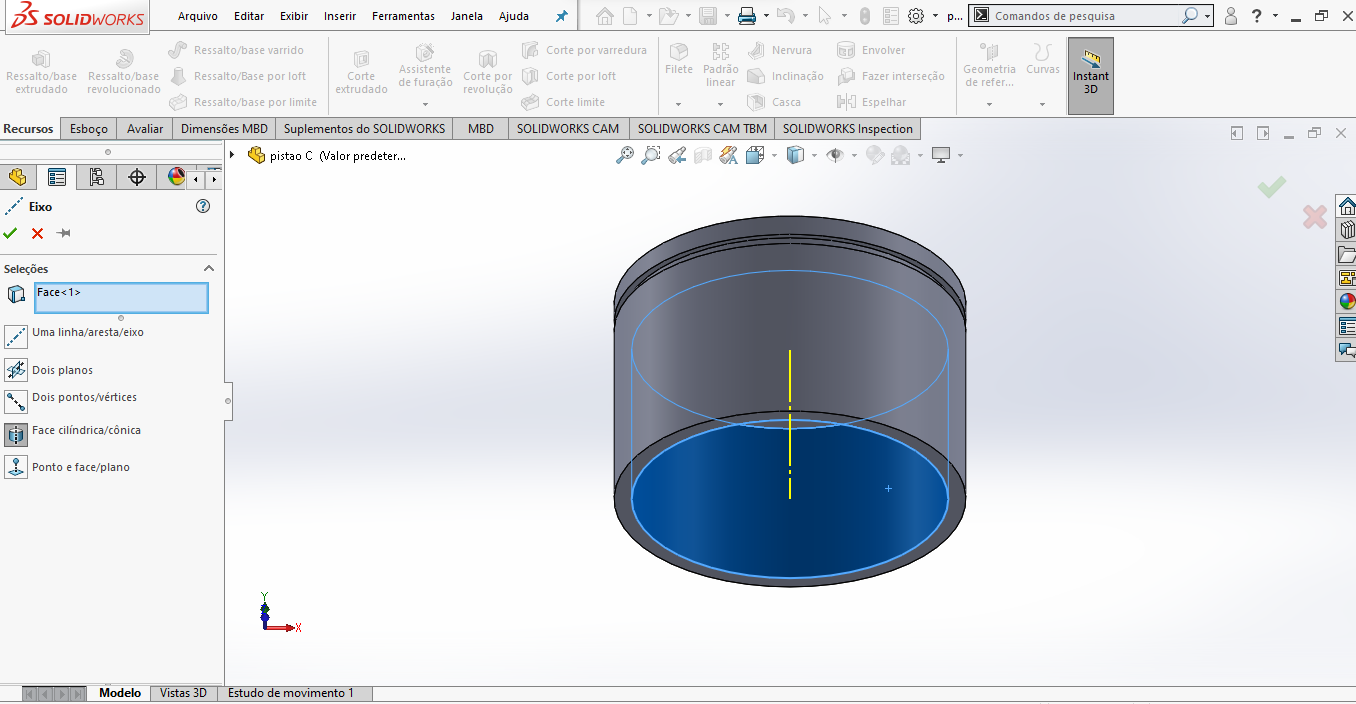 SOLIDWORKS
Arquivo Editar Exibir Inserir Ferramentas Janela Ajuda
p...
Comandos de pesquisa
Ressalto/base extrudado
Ressalto/base revolucionado
Ressalto/base varrido
Ressalto/Base por loft
Ressalto/base por limite
Corte extrudado
Assistente de furação
Corte por revolução
Corte por varredura
Corte por loft
Corte limite
Filete
Padrão linear
Nervura
Inclinação
Casca
Envolver
Fazer interseção
Espelhar
Geometria de refer...
Curvas
Instant 3D
Recursos Esboço Avaliar Dimensões MBD Suplementos do SOLIDWORKS MBD SOLIDWORKS CAM SOLIDWORKS CAM TBM SOLIDWORKS Inspection
pistao C (Valor predeter...
Eixo
Seleções
Face<1>
Uma linha/aresta/eixo
Dois planos
Dois pontos/vértices
Face cilíndrica/cônica
Ponto e face/plano
Y
X
Modelo Vistas 3D Estudo de movimento 1